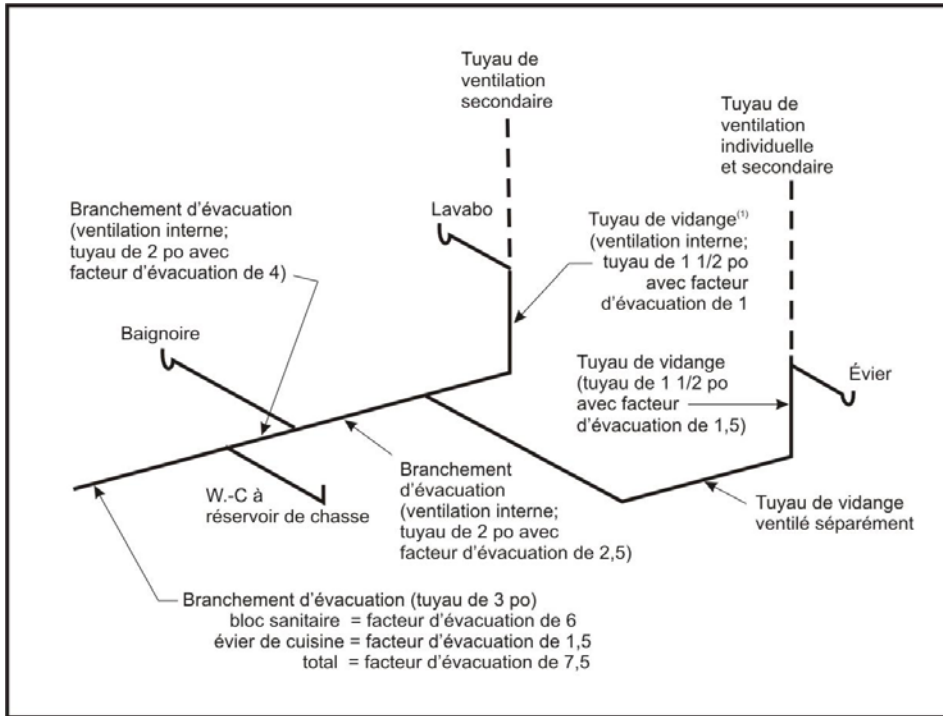 Tuyau de
ventilation
secondaire
Tuyau de
ventilation
individuelle
et secondaire
Branchement d'évacuation
(ventilation interne;
tuyau de 2 po avec
facteur d'évacuation de 4)
Lavabo
Tuyau de vidange⁽¹⁾
(ventilation interne;
tuyau de 1 1/2 po
avec facteur
d'évacuation de 1
Baignoire
Tuyau de vidange
(tuyau de 1 1/2 po
avec facteur
d'évacuation de 1,5)
Évier
W.-C à
réservoir de chasse
Branchement
d'évacuation
(ventilation interne;
tuyau de 2 po avec
facteur d'évacuation de 2,5)
Tuyau de vidange
ventilé séparément
Branchement d'évacuation (tuyau de 3 po)
bloc sanitaire = facteur d'évacuation de 6
évier de cuisine = facteur d'évacuation de 1,5
total = facteur d'évacuation de 7,5